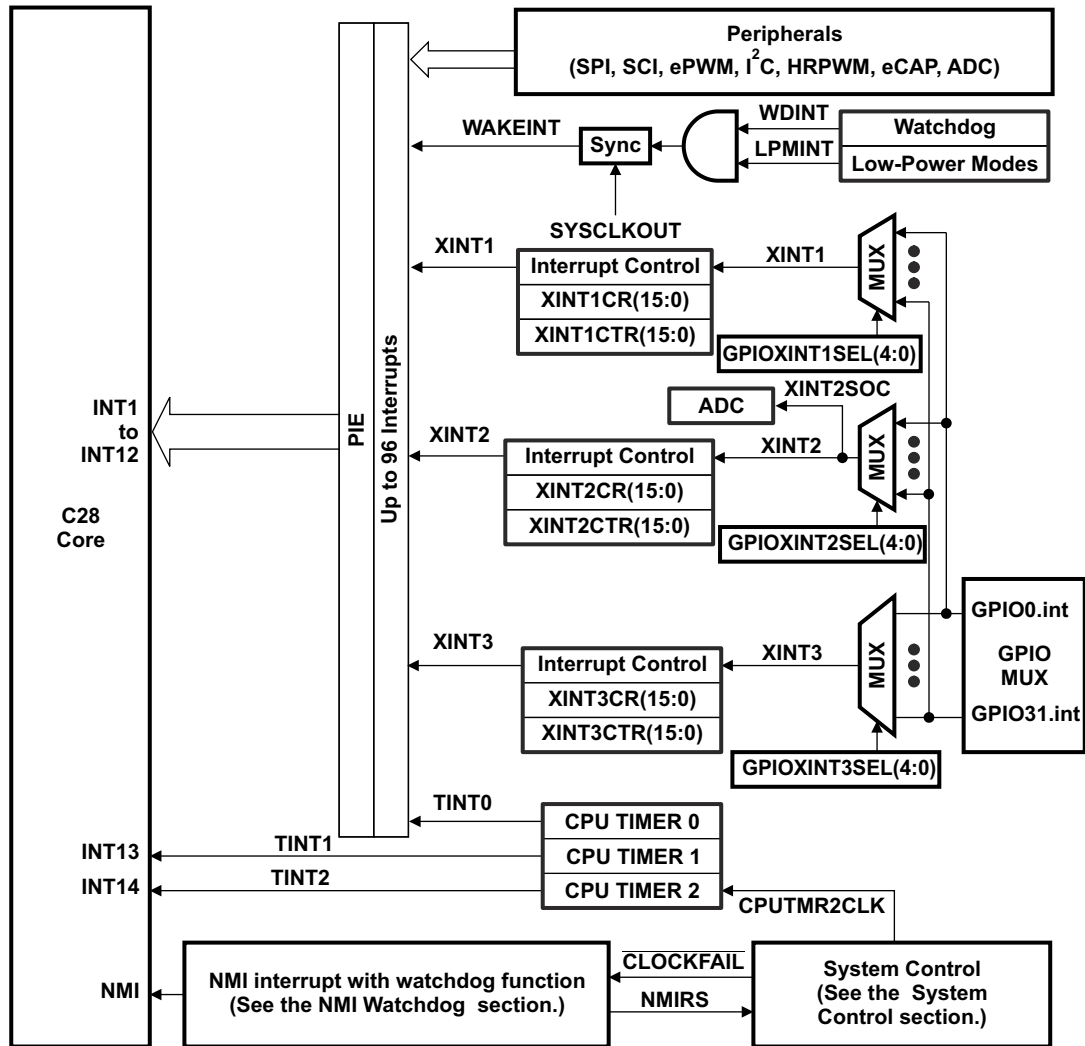 Peripherals
(SPI, SCI, ePWM, I²C, HRPWM, eCAP, ADC)
WDINT
Watchdog
WAKEINT
Sync
LPMINT
Low-Power Modes
SYSCLKOUT
XINT1
Interrupt Control
XINT1
MUX
XINT1CR(15:0)
XINT1CTR(15:0)
GPIOXINT1SEL(4:0)
XINT2SOC
ADC
INT1
to
INT12
PIE
Up to 96 Interrupts
XINT2
Interrupt Control
XINT2
MUX
XINT2CR(15:0)
XINT2CTR(15:0)
GPIOXINT2SEL(4:0)
C28
Core
GPIO0.int
GPIO
MUX
GPIO31.int
XINT3
Interrupt Control
XINT3
MUX
XINT3CR(15:0)
XINT3CTR(15:0)
GPIOXINT3SEL(4:0)
TINT0
CPU TIMER 0
INT13
TINT1
CPU TIMER 1
INT14
TINT2
CPU TIMER 2
CPUTMR2CLK
NMI
NMI interrupt with watchdog function
(See the NMI Watchdog section.)
CLOCKFAIL
NMIRS
System Control
(See the System
Control section.)